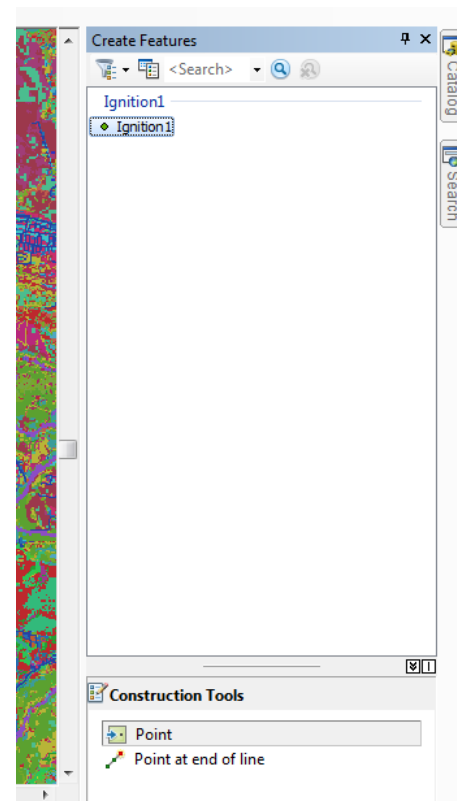 Create Features
<Search>
Ignition1
Ignition1
Construction Tools
Point
Point at end of line
Catalog
Search